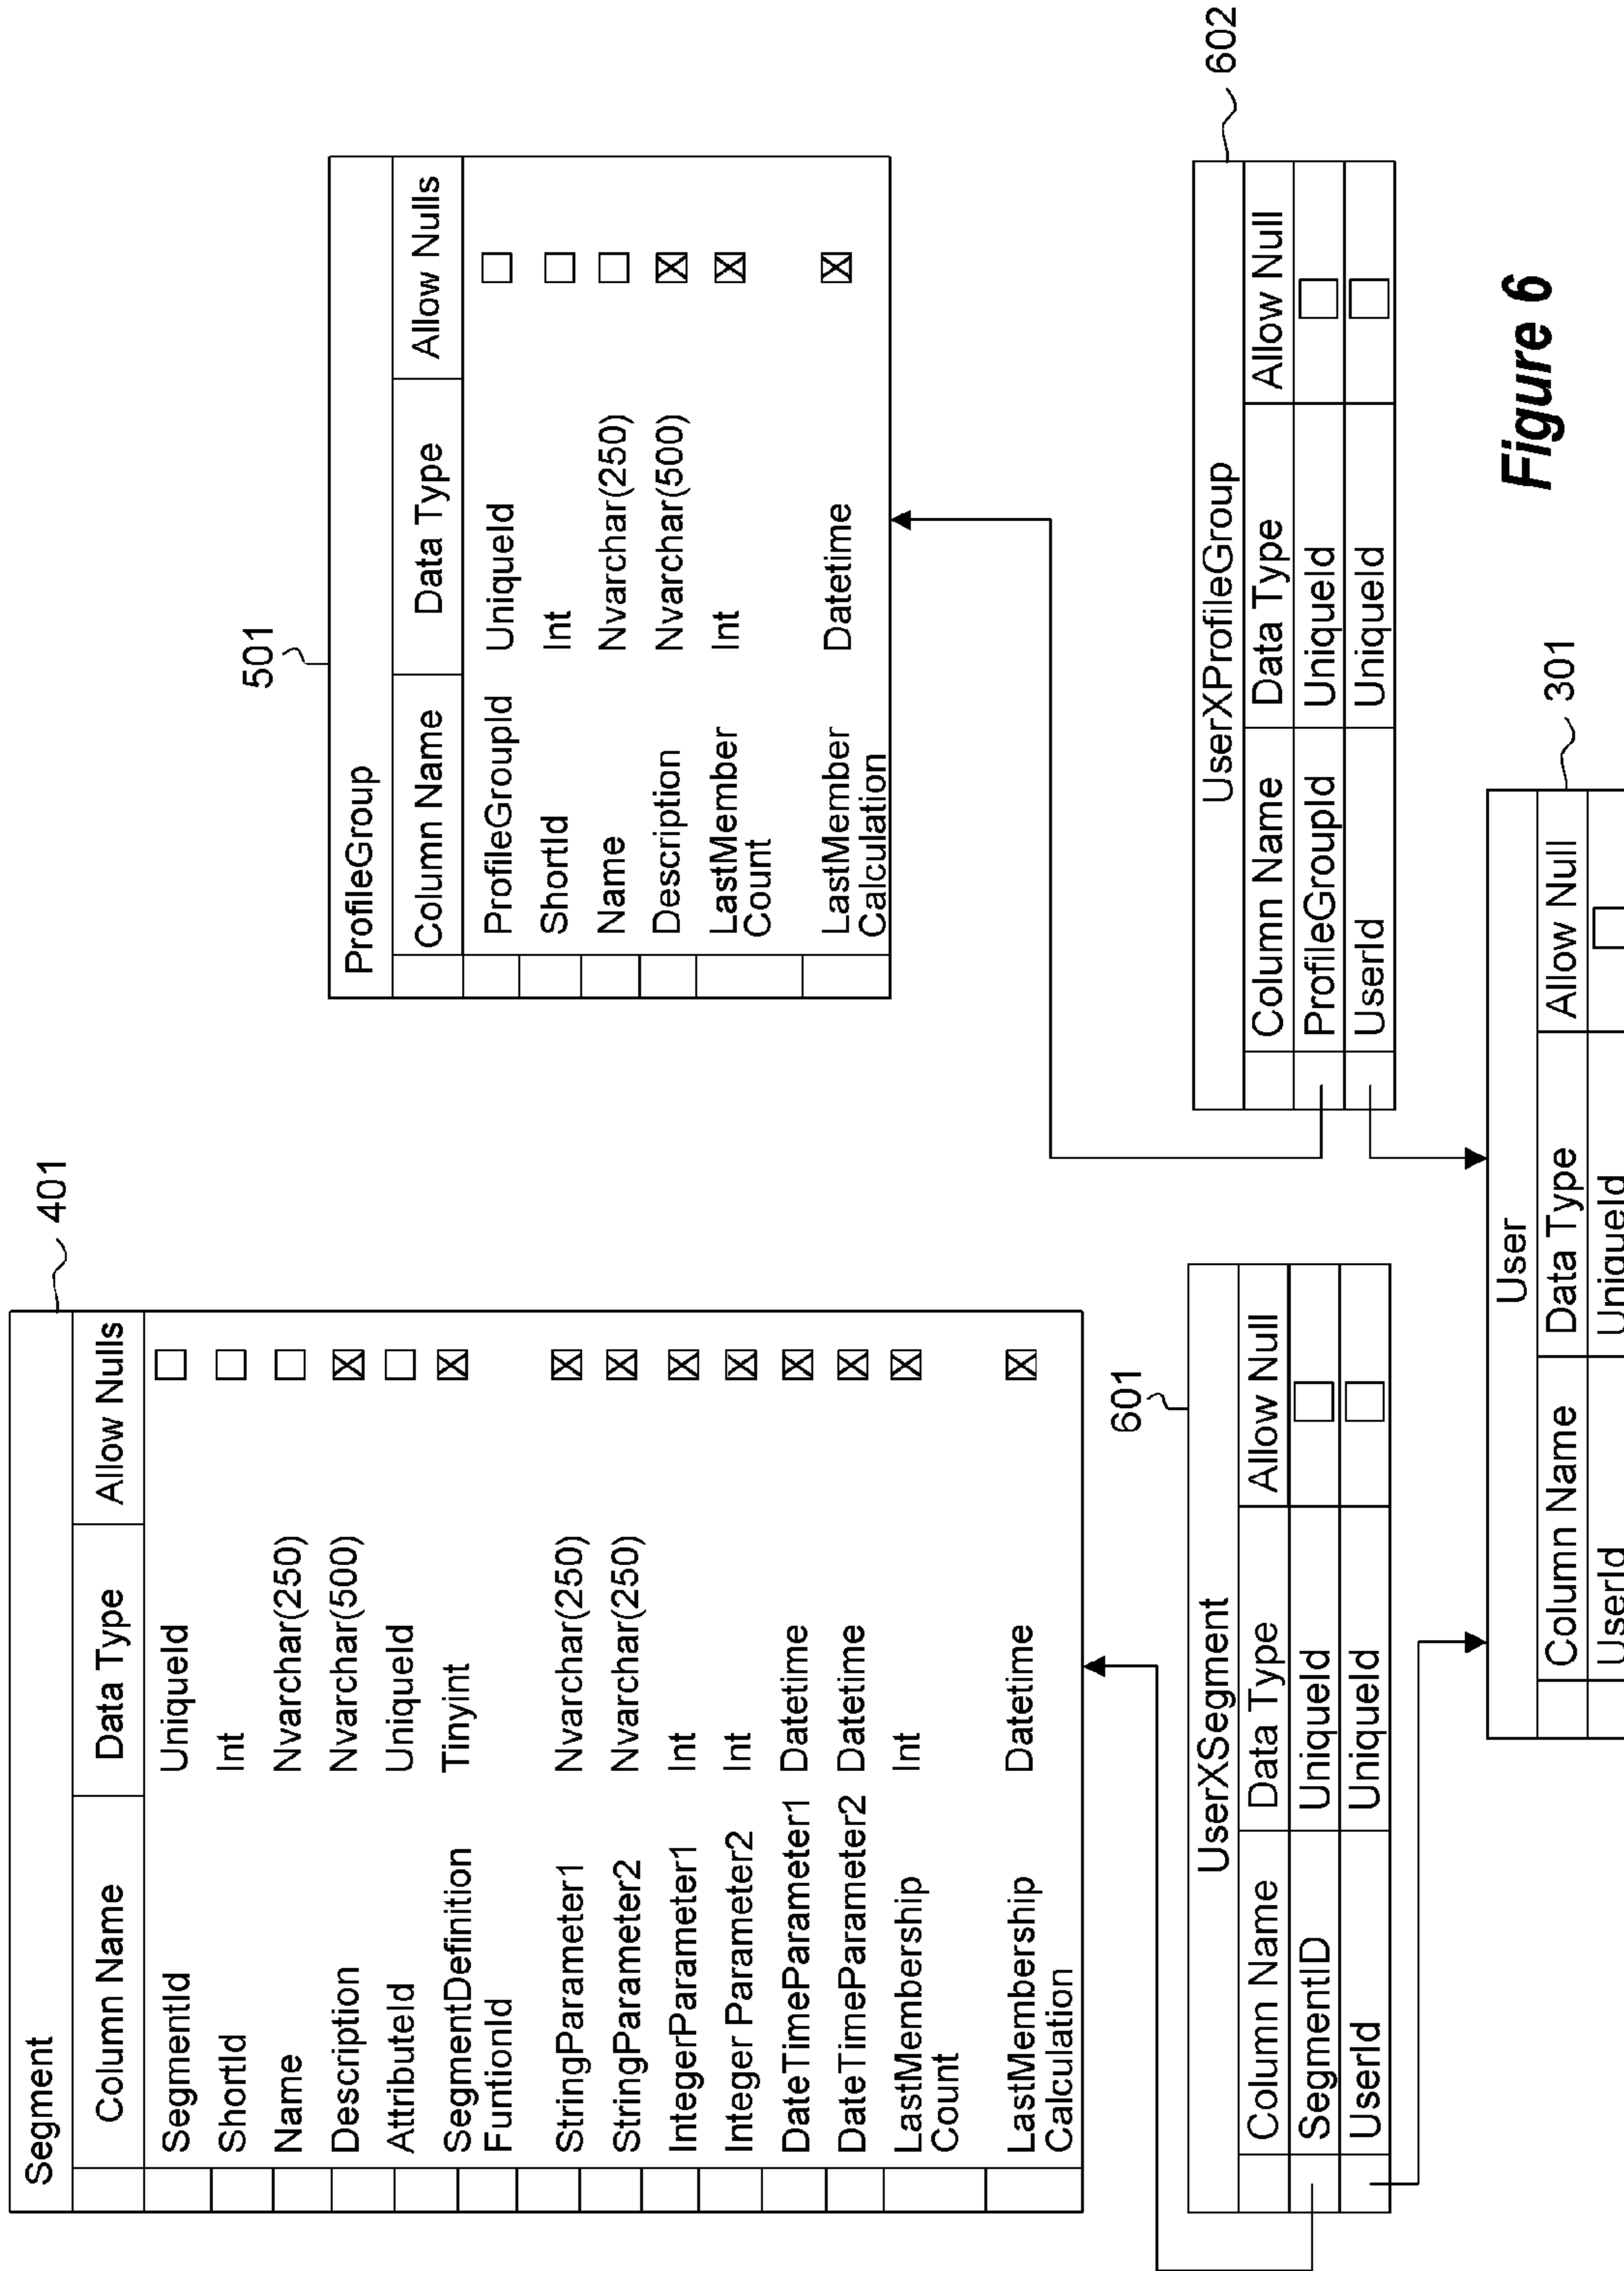 Segment
401
Column Name Data Type Allow Nulls
SegmentId UniqueId
ShortId Int
Name Nvarchar(250)
Description Nvarchar(500)
AttributeId UniqueId
SegmentDefinition Tinyint
FuntionId
StringParameter1 Nvarchar(250)
StringParameter2 Nvarchar(250)
IntegerParameter1 Int
Integer Parameter2 Int
DateTimeParameter1 Datetime
DateTimeParameter2 Datetime
LastMembership Int
Count
LastMembership Datetime
Calculation
501
ProfileGroup
Column Name Data Type Allow Nulls
ProfileGroupId UniqueId
ShortId Int
Name Nvarchar(250)
Description Nvarchar(500)
LastMember Int
Count
LastMember Datetime
Calculation
601
UserXSegment
Column Name Data Type Allow Null
SegmentID UniqueId
UserId UniqueId
602
UserXProfileGroup
Column Name Data Type Allow Null
ProfileGroupId UniqueId
UserId UniqueId
301
User
Column Name Data Type Allow Null
UserId UniqueId
Figure 6